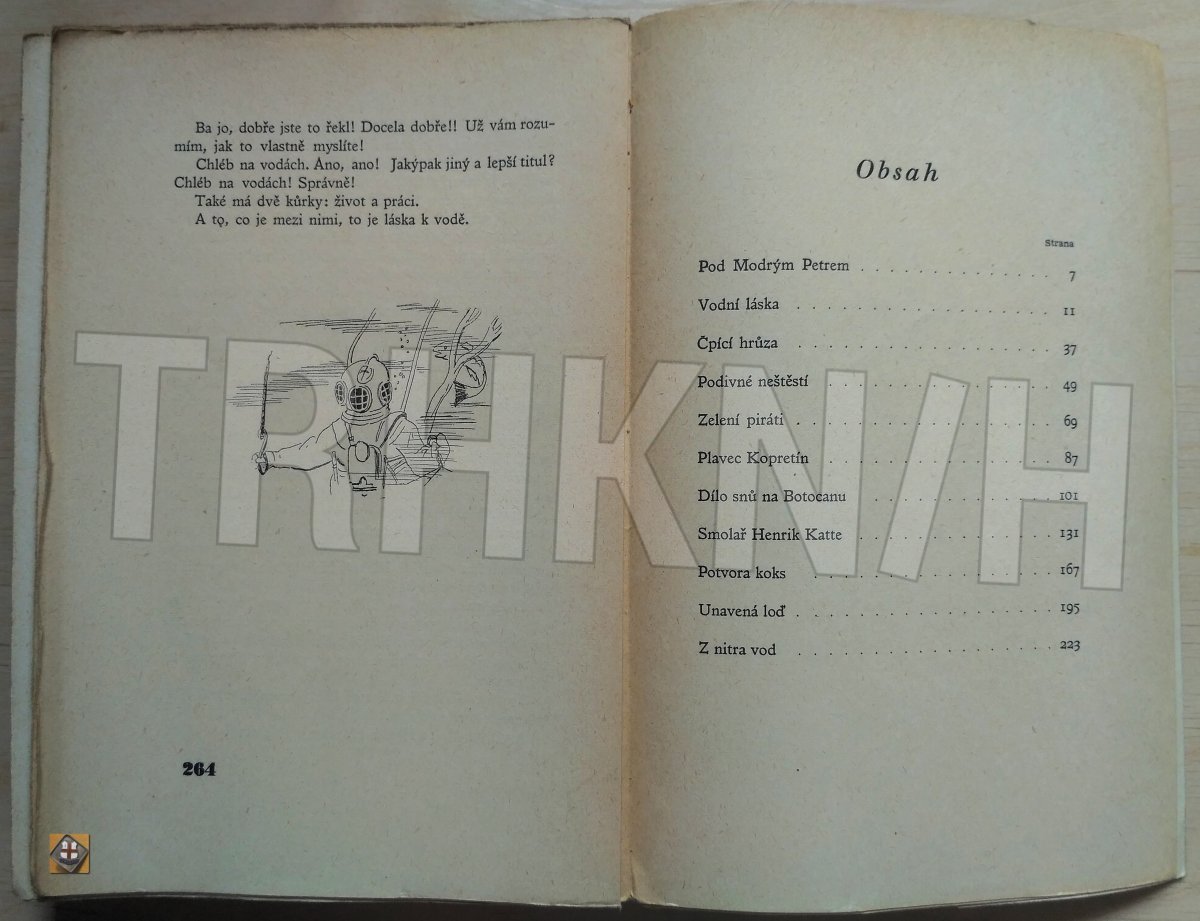 Ba jo, dobře jste to řekl! Docela dobře!! Už vám rozu-
mím, jak to vlastně myslíte!
Chléb na vodách. Ano, ano! Jakýpak jiný a lepší titul?
Chléb na vodách! Správně!
Také má dvě kůrky: život a práci.
A to, co je mezi nimi, to je láska k vodě.
264
Obsah
Strana
Pod Modrým Petrem . . . . . . . . . . . . . 7
Vodní láska . . . . . . . . . . . . . . . . . 11
Čpící hrůza . . . . . . . . . . . . . . . . . 37
Podivné neštěstí . . . . . . . . . . . . . . . 49
Zelení piráti . . . . . . . . . . . . . . . . . 69
Plavec Kopretín . . . . . . . . . . . . . . . 87
Dílo snů na Botocanu . . . . . . . . . . . . 101
Smolař Henrik Katte . . . . . . . . . . . . . 131
Potvora koks . . . . . . . . . . . . . . . . 167
Unavená loď . . . . . . . . . . . . . . . . . 195
Z nitra vod . . . . . . . . . . . . . . . . . 223
TRHKNIH